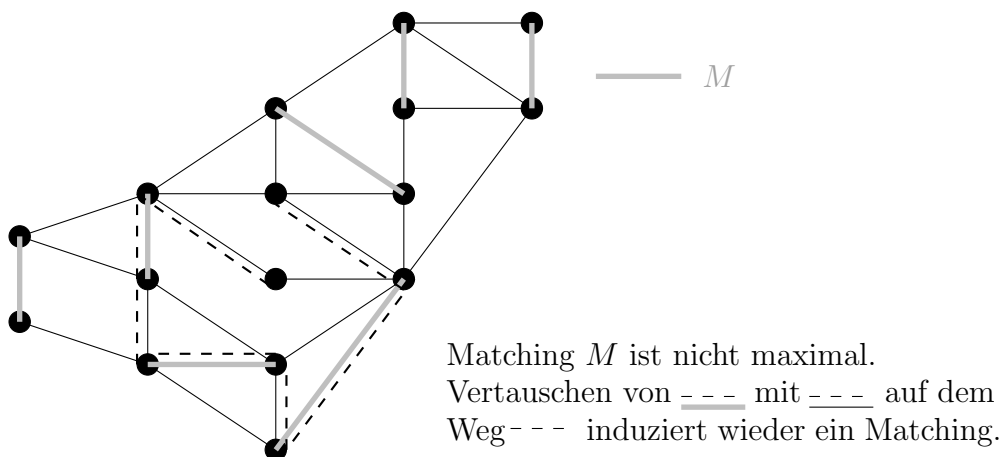 M
Matching M ist nicht maximal.
Vertauschen von mit auf dem
Weg induziert wieder ein Matching.